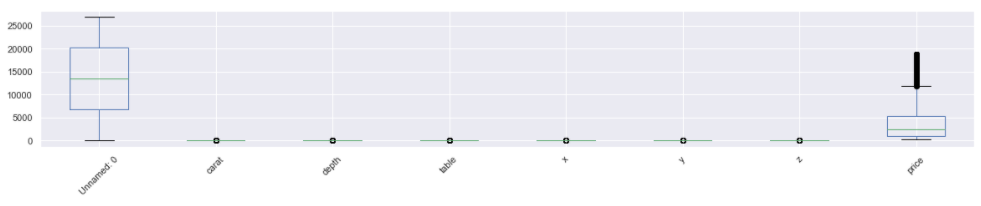 25000
20000
15000
10000
5000
0
Unnamed: 0
carat
depth
table
x
y
z
price